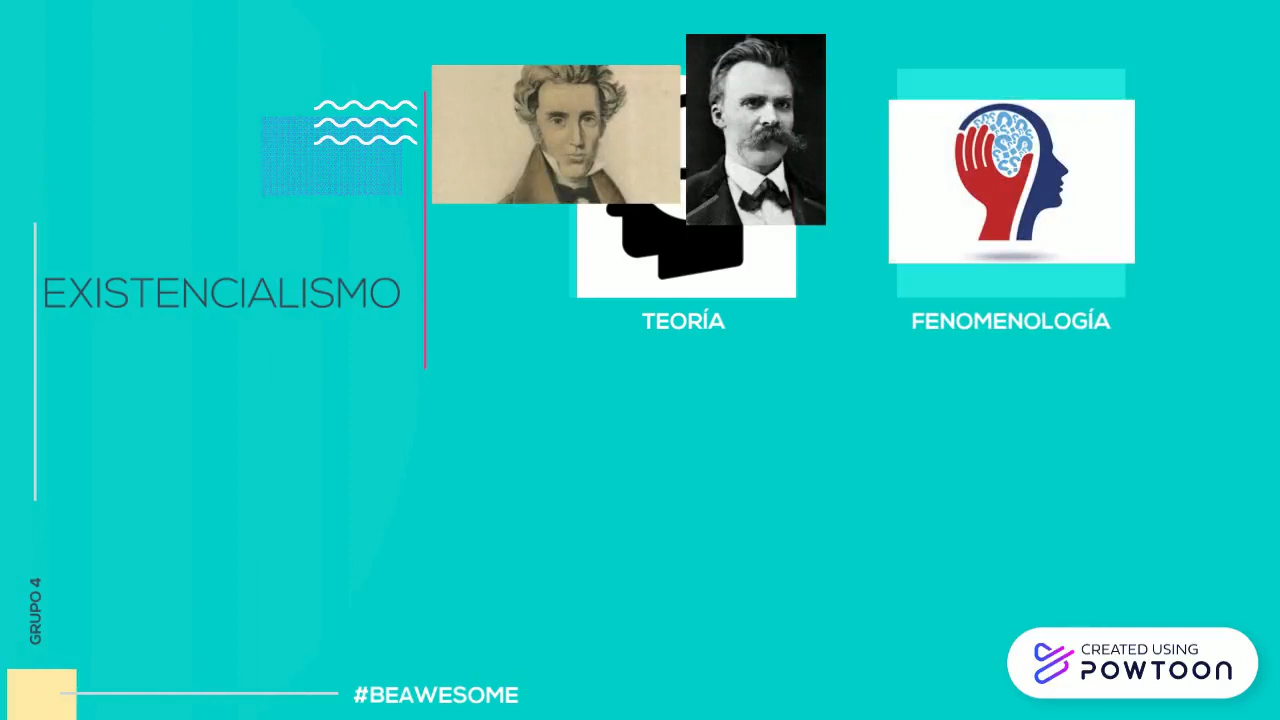 EXISTENCIALISMO
TEORÍA
FENOMENOLOGÍA
GRUPO 4
#BEAWESOME
CREATED USING
POWTOON